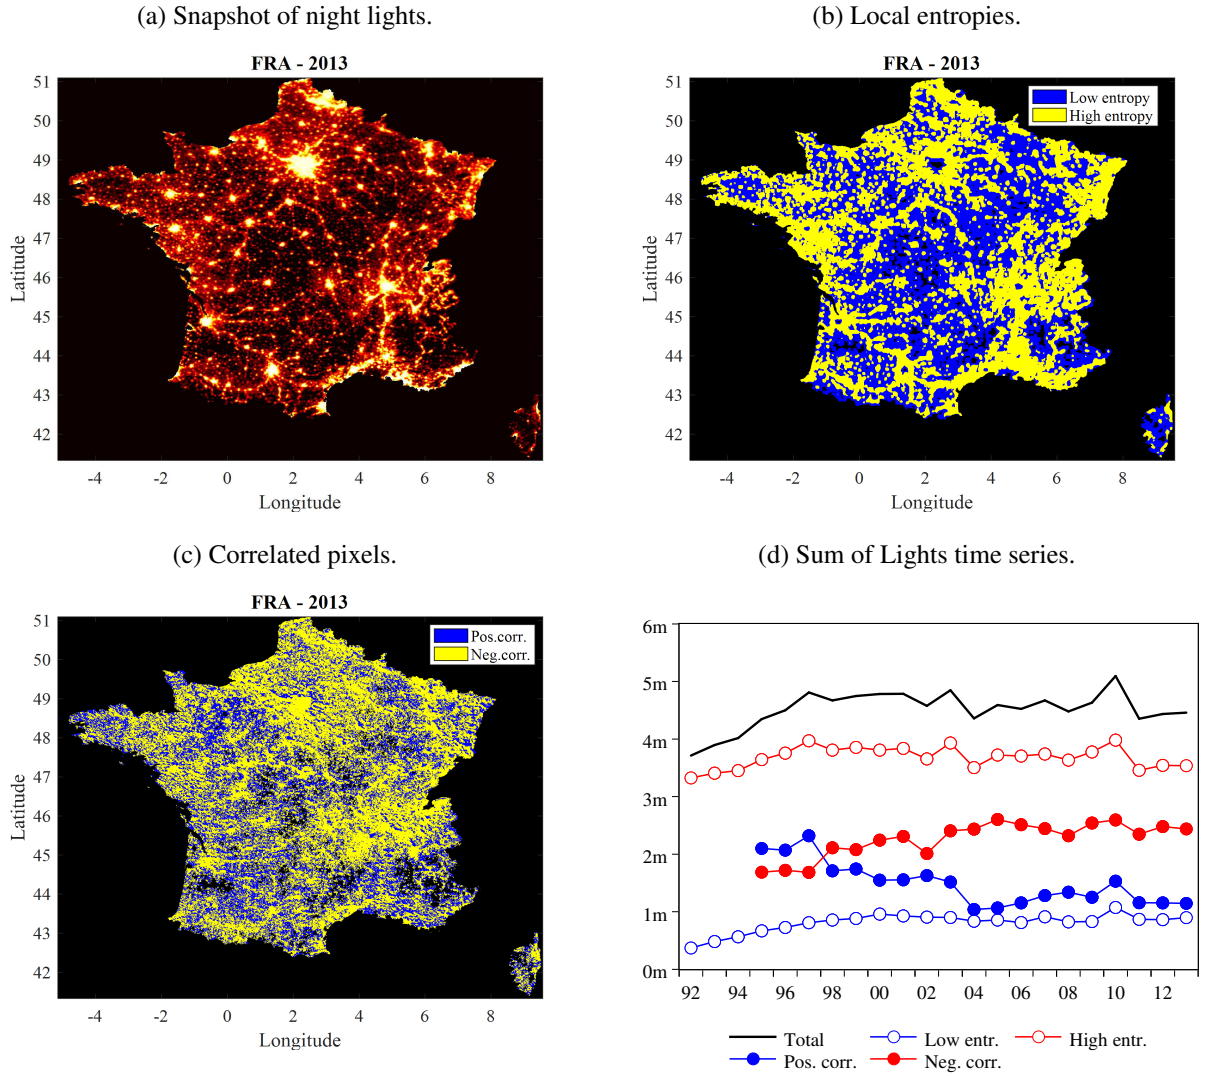 (a) Snapshot of night lights.
FRA - 2013
51
50
49
48
47
46
45
44
43
42
Latitude
-4 -2 0 2 4 6 8
Longitude
(b) Local entropies.
FRA - 2013
Low entropy
High entropy
51
50
49
48
47
46
45
44
43
42
Latitude
-4 -2 0 2 4 6 8
Longitude
(c) Correlated pixels.
FRA - 2013
Pos.corr.
Neg.corr.
51
50
49
48
47
46
45
44
43
42
Latitude
-4 -2 0 2 4 6 8
Longitude
(d) Sum of Lights time series.
6m
5m
4m
3m
2m
1m
0m
92 94 96 98 00 02 04 06 08 10 12
Total Low entr. High entr.
Pos. corr. Neg. corr.